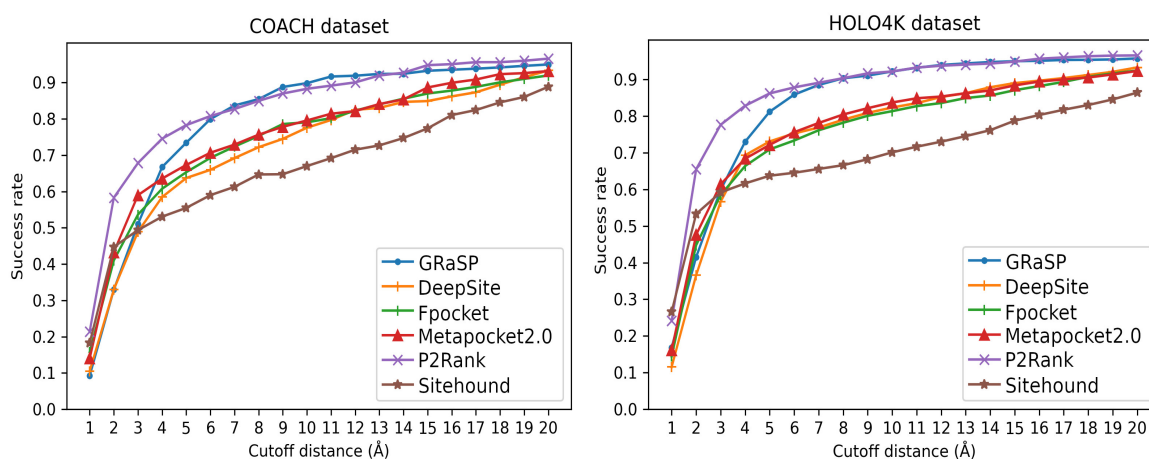 COACH dataset
Success rate
0.9
0.8
0.7
0.6
0.5
0.4
0.3
0.2
0.1
0.0
GRaSP
DeepSite
Fpocket
Metapocket2.0
P2Rank
Sitehound
1 2 3 4 5 6 7 8 9 10 11 12 13 14 15 16 17 18 19 20
Cutoff distance (Å)
HOLO4K dataset
Success rate
0.9
0.8
0.7
0.6
0.5
0.4
0.3
0.2
0.1
0.0
GRaSP
DeepSite
Fpocket
Metapocket2.0
P2Rank
Sitehound
1 2 3 4 5 6 7 8 9 10 11 12 13 14 15 16 17 18 19 20
Cutoff distance (Å)